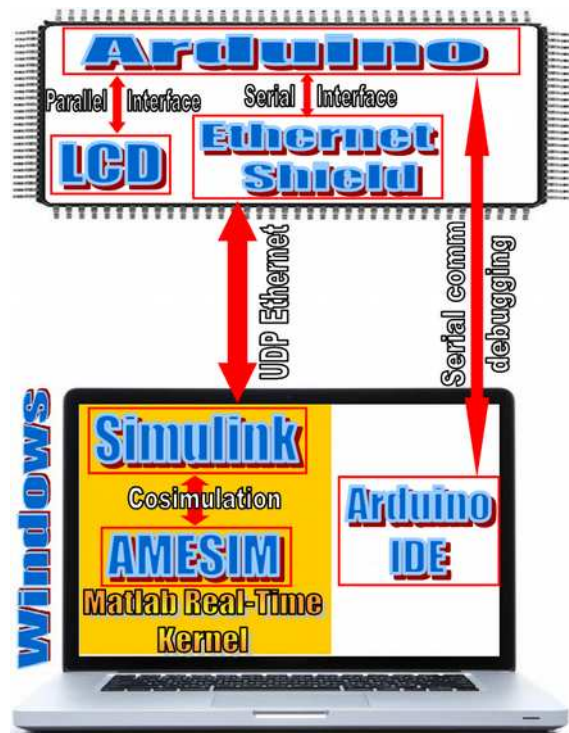 Arduino
Parallel Interface
Serial Interface
LCD
Ethernet
Shield
UDP Ethernet
Serial comm
debugging
Windows
Simulink
Cosimulation
AMESIM
Matlab Real-Time
Kernel
Arduino
IDE